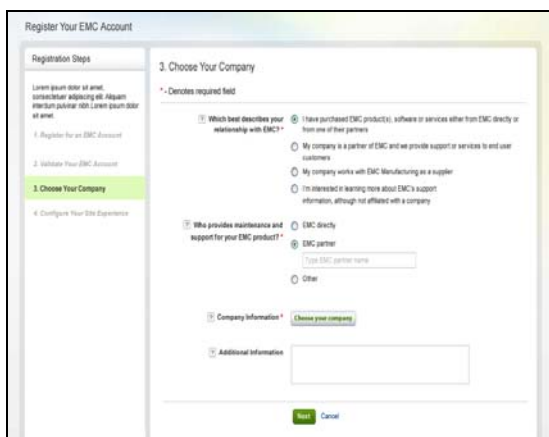 Register Your EMC Account
Registration Steps
Lorem ipsum dolor sit amet,
consectetuer adipiscing elit. Aliquam
interdum pulvinar nibh Lorem ipsum dolor
sit amet.
1. Register for an EMC Account
2. Validate Your EMC Account
3. Choose Your Company
4. Configure Your Site Experience
3. Choose Your Company
* - Denotes required field
? Which best describes your
relationship with EMC? *
I have purchased EMC product(s), software or services either from EMC directly or
from one of their partners
My company is a partner of EMC and we provide support or services to end user
customers
My company works with EMC Manufacturing as a supplier
I'm interested in learning more about EMC's support
information, although not affiliated with a company
? Who provides maintenance and
support for your EMC product? *
EMC directly
EMC partner
Type EMC partner name
Other
? Company Information *
Choose your company
? Additional Information
Next Cancel